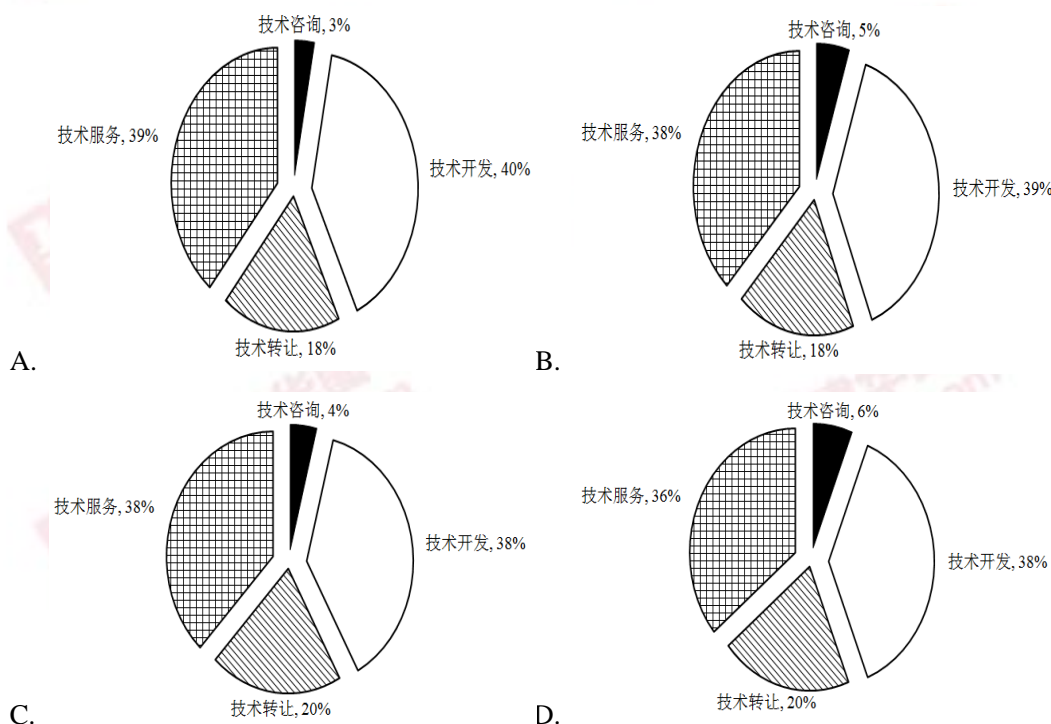 技术咨询, 3%
技术服务, 39%
技术开发, 40%
技术转让, 18%
A.
技术咨询, 5%
技术服务, 38%
技术开发, 39%
技术转让, 18%
B.
技术咨询, 4%
技术服务, 38%
技术开发, 38%
技术转让, 20%
C.
技术咨询, 6%
技术服务, 36%
技术开发, 38%
技术转让, 20%
D.